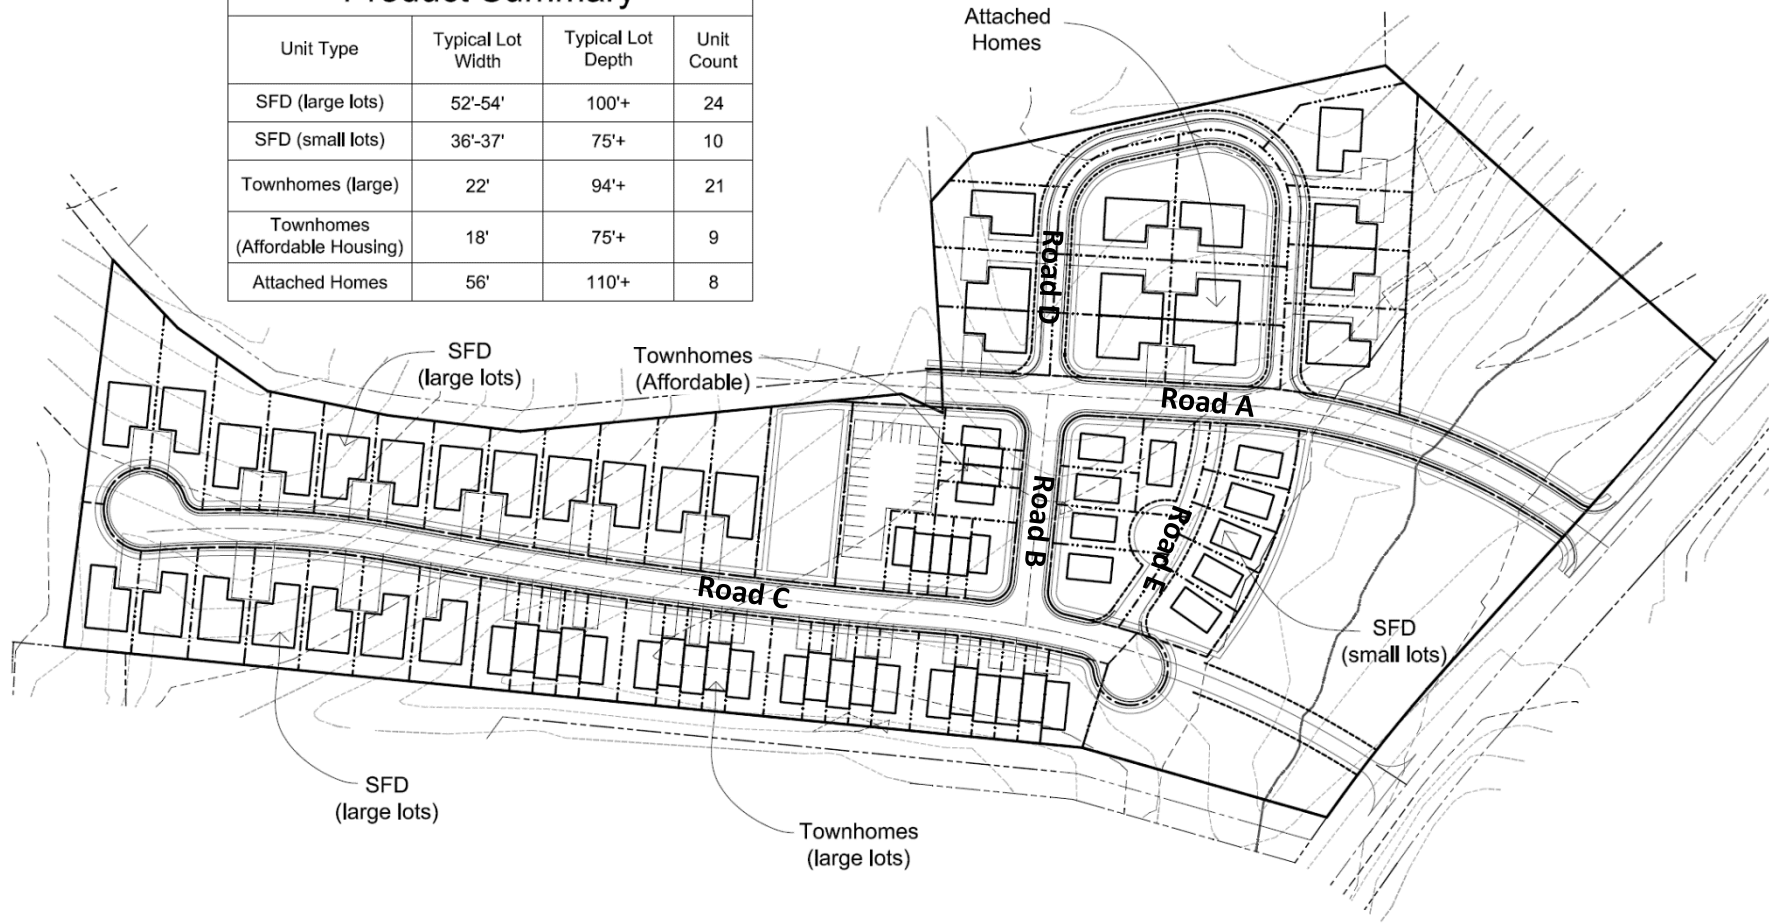 Product Summary
Unit Type
Typical Lot
Width
Typical Lot
Depth
Unit
Count
SFD (large lots)
52'-54'
100'+
24
SFD (small lots)
36'-37'
75'+
10
Townhomes (large)
22'
94'+
21
Townhomes
(Affordable Housing)
18'
75'+
9
Attached Homes
56'
110'+
8
Attached
Homes
SFD
(large lots)
Townhomes
(Affordable)
Road D
Road A
Road B
Road E
Road C
SFD
(small lots)
SFD
(large lots)
Townhomes
(large lots)